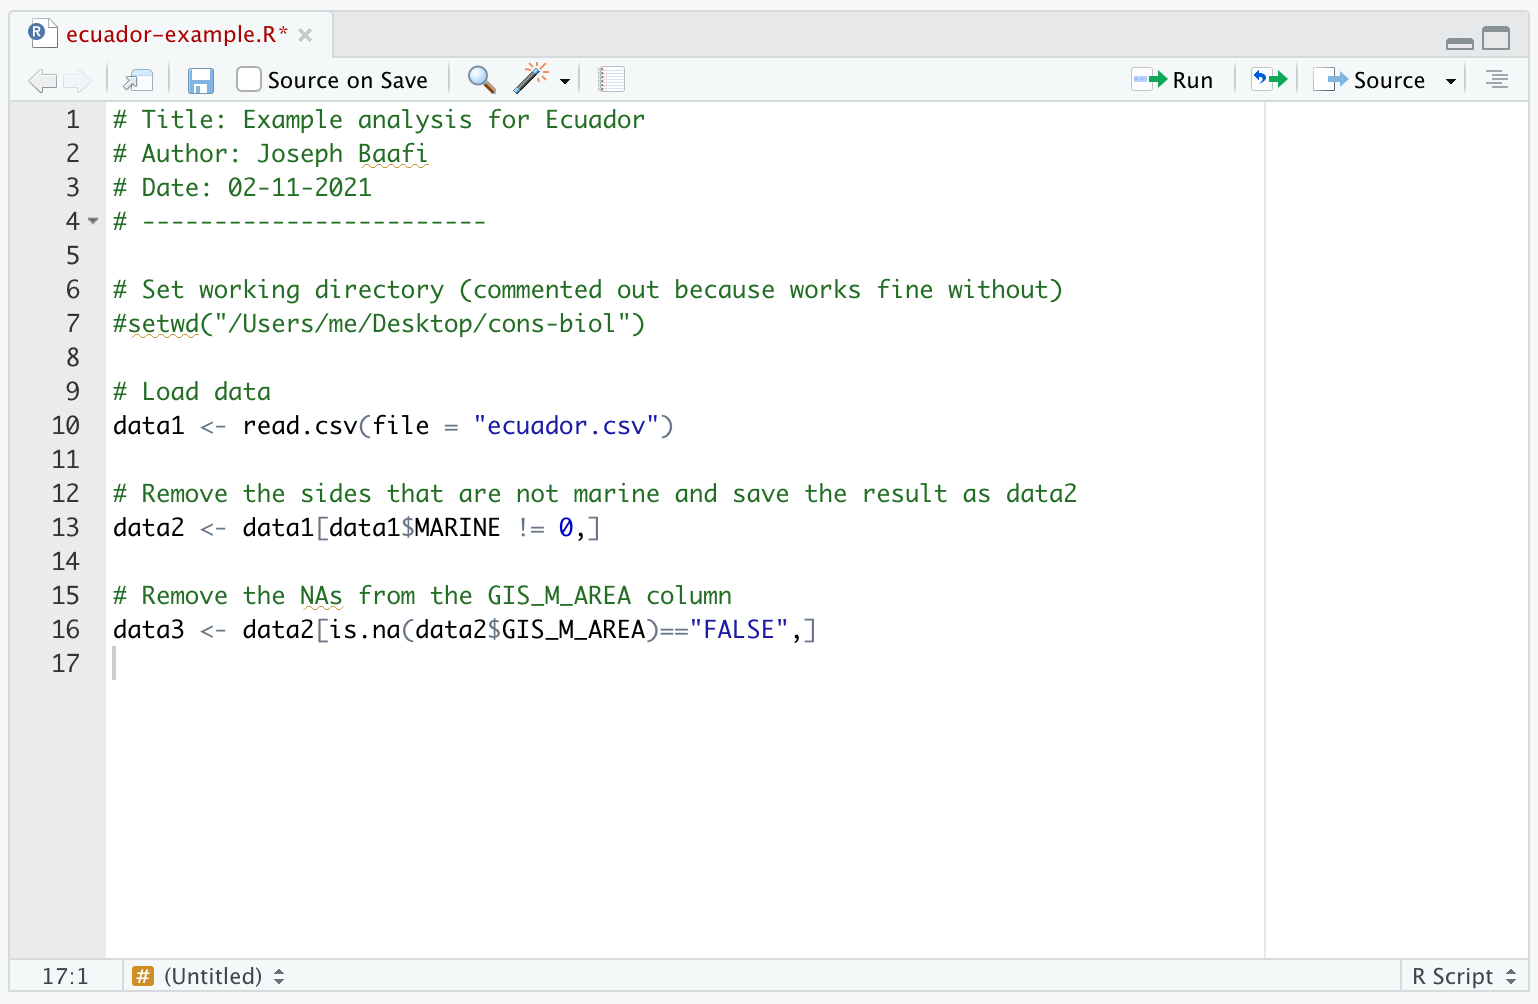 ecuador-example.R*
Source on Save Run Source
1 # Title: Example analysis for Ecuador
2 # Author: Joseph Baafi
3 # Date: 02-11-2021
4 # ------------------------
5
6 # Set working directory (commented out because works fine without)
7 #setwd("/Users/me/Desktop/cons-biol")
8
9 # Load data
10 data1 <- read.csv(file = "ecuador.csv")
11
12 # Remove the sides that are not marine and save the result as data2
13 data2 <- data1[data1$MARINE != 0,]
14
15 # Remove the NAs from the GIS_M_AREA column
16 data3 <- data2[is.na(data2$GIS_M_AREA)=="FALSE",]
17
17:1 # (Untitled) R Script